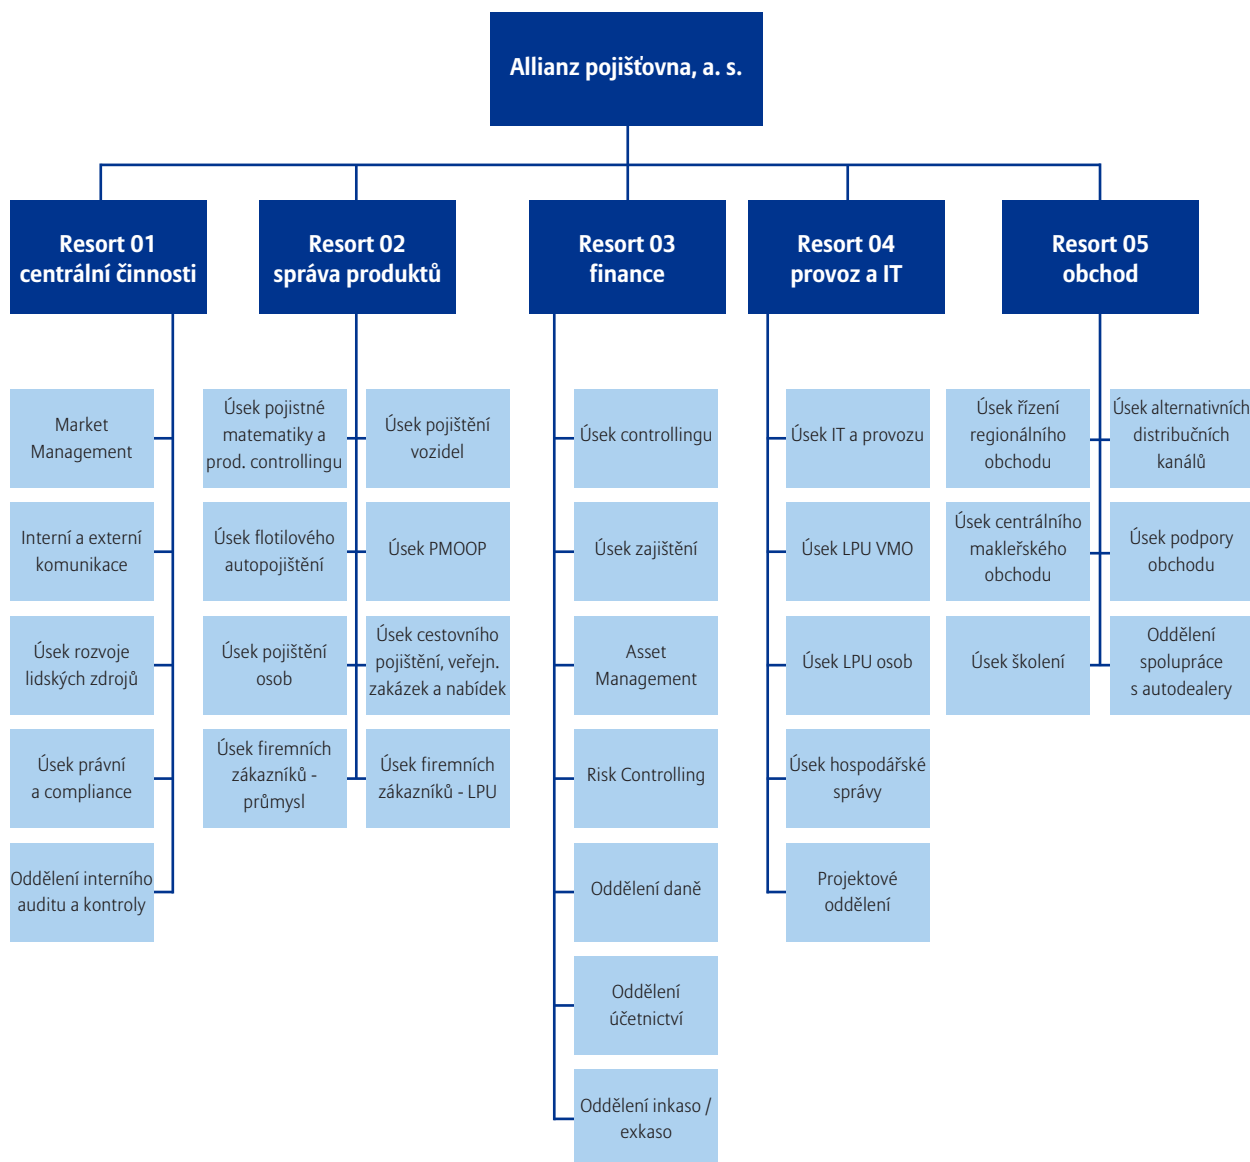 Allianz pojišťovna, a. s.
Resort 01
centrální činnosti
Resort 02
správa produktů
Resort 03
finance
Resort 04
provoz a IT
Resort 05
obchod
Market
Management
Interní a externí
komunikace
Úsek rozvoje
lidských zdrojů
Úsek právní
a compliance
Oddělení interního
auditu a kontroly
Úsek pojistné
matematiky a
prod. controllingu
Úsek pojištění
vozidel
Úsek flotilového
autopojištění
Úsek PMOOP
Úsek pojištění
osob
Úsek cestovního
pojištění, veřejn.
zakázek a nabídek
Úsek firemních
zákazníků -
průmysl
Úsek firemních
zákazníků - LPU
Úsek controllingu
Úsek zajištění
Asset
Management
Risk Controlling
Oddělení daně
Oddělení
účetnictví
Oddělení inkaso /
exkaso
Úsek IT a provozu
Úsek LPU VMO
Úsek LPU osob
Úsek hospodářské
správy
Projektové
oddělení
Úsek řízení
regionálního
obchodu
Úsek alternativních
distribučních
kanálů
Úsek centrálního
makleřského
obchodu
Úsek podpory
obchodu
Úsek školení
Oddělení
spolupráce
s autodealery